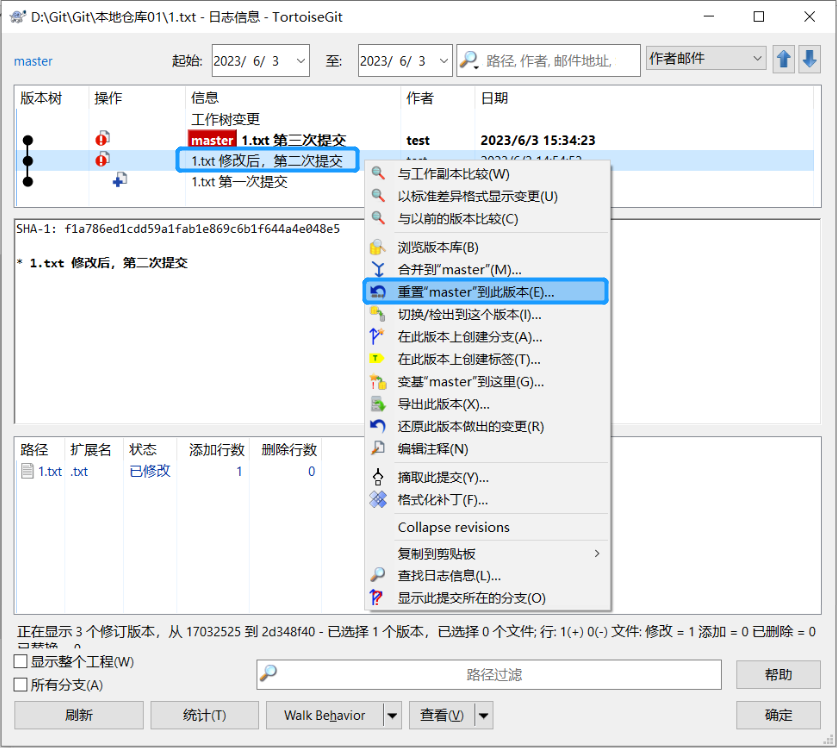 D:\Git\Git\本地仓库01\1.txt - 日志信息 - TortoiseGit
master 起始: 2023/ 6/ 3 至: 2023/ 6/ 3 路径, 作者, 邮件地址, 作者邮件
版本树 操作 信息 作者 日期
工作树变更
master 1.txt 第三次提交 test 2023/6/3 15:34:23
1.txt 修改后，第二次提交
1.txt 第一次提交
与工作副本比较(W)
以标准差异格式显示变更(U)
与以前的版本比较(C)
浏览版本库(B)
合并到“master”(M)...
重置“master”到此版本(E)...
切换/检出到这个版本(I)...
在此版本上创建分支(A)...
在此版本上创建标签(T)...
变基“master”到这里(G)...
导出此版本(X)...
还原此版本做出的变更(R)
编辑注释(N)
摘取此提交(Y)...
格式化补丁(F)...
Collapse revisions
复制到剪贴板
查找日志信息(L)...
显示此提交所在的分支(O)
SHA-1: f1a786ed1cdd59a1fab1e869c6b1f644a4e048e5
* 1.txt 修改后，第二次提交
路径 扩展名 状态 添加行数 删除行数
1.txt .txt 已修改 1 0
正在显示 3 个修订版本，从 17032525 到 2d348f40 - 已选择 1 个版本，已选择 0 个文件; 行: 1(+) 0(-) 文件: 修改 = 1 添加 = 0 已删除 = 0
显示整个工程(W)
路径过滤 帮助
所有分支(A)
刷新 统计(T) Walk Behavior 查看(V) 确定